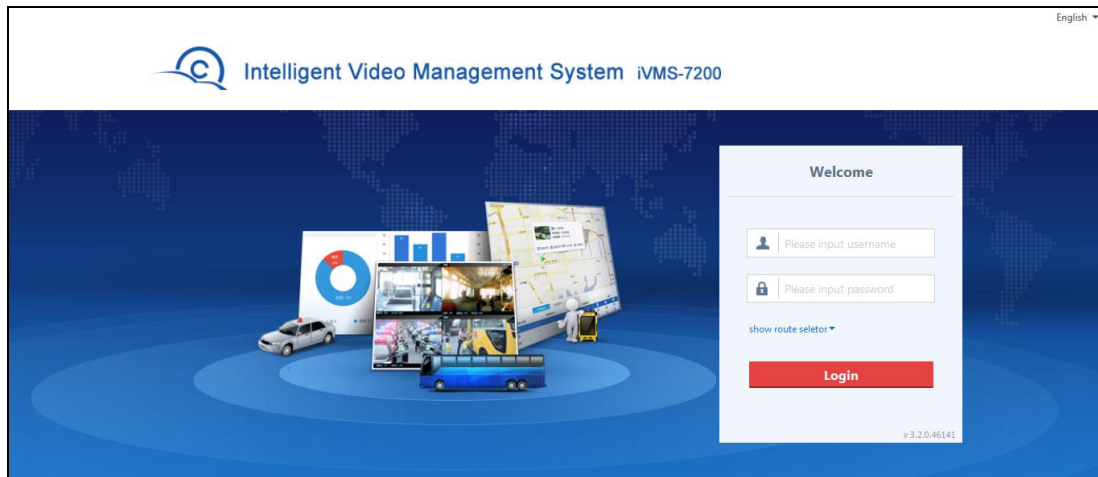 English
C
Intelligent Video Management System iVMS-7200
Welcome
Please input username
Please input password
show route seletor
Login
v 3.2.0.46141